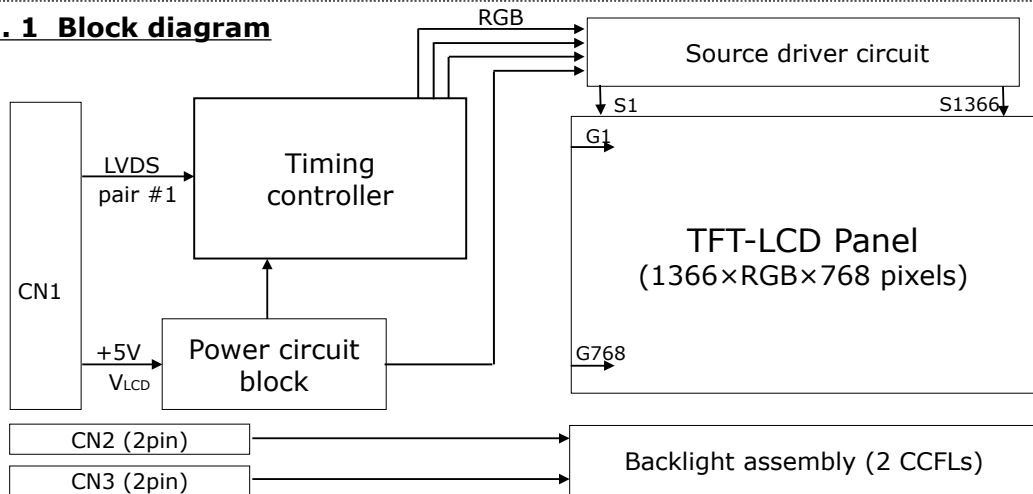 . 1 Block diagram
RGB
Source driver circuit
S1
S1366
G1
LVDS
pair #1
Timing
controller
TFT-LCD Panel
(1366×RGB×768 pixels)
CN1
+5V
VLCD
Power circuit
block
G768
CN2 (2pin)
CN3 (2pin)
Backlight assembly (2 CCFLs)